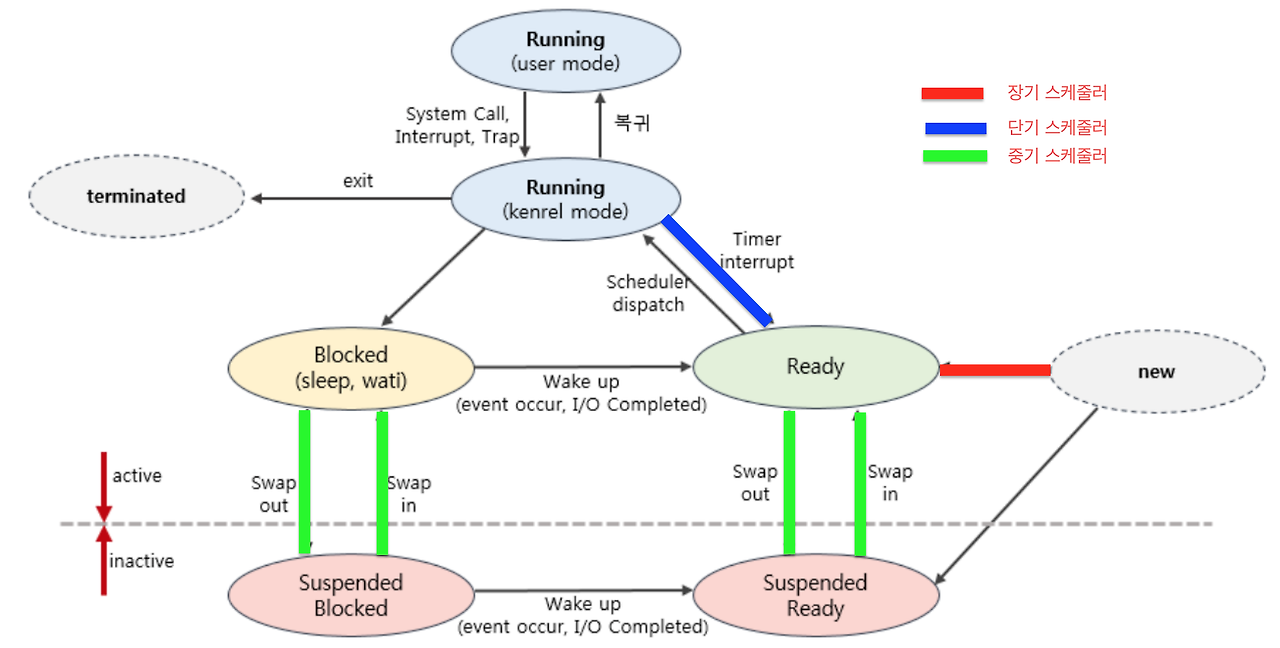 Running
(user mode)
System Call,
Interrupt, Trap
복귀
장기 스케줄러
단기 스케줄러
중기 스케줄러
terminated
exit
Running
(kenrel mode)
Timer
interrupt
Scheduler
dispatch
Blocked
(sleep, wati)
Wake up
(event occur, I/O Completed)
Ready
new
active
Swap
out
Swap
in
Swap
out
Swap
in
inactive
Suspended
Blocked
Wake up
(event occur, I/O Completed)
Suspended
Ready